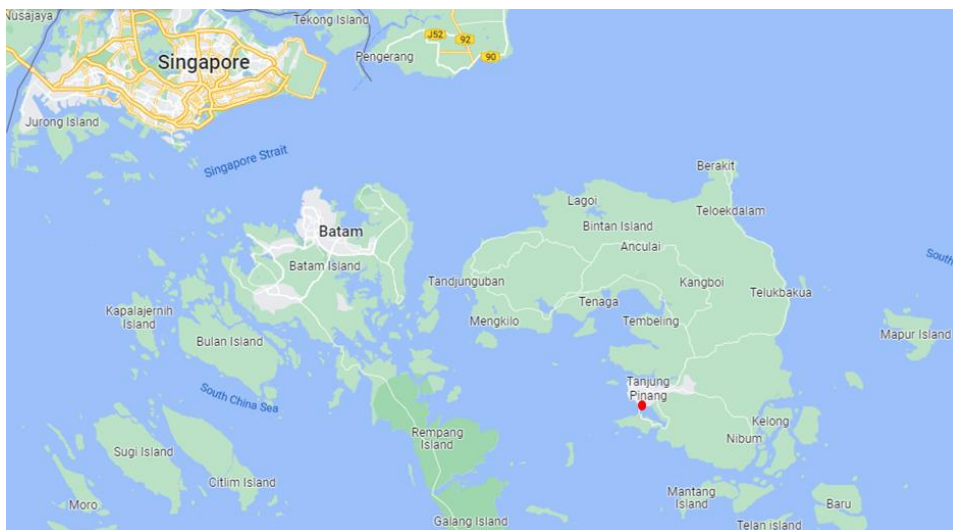 Nusajaya
Tekong Island
J52
92
90
Pengerang
Singapore
Jurong Island
Singapore Strait
Berakit
Lagoi
Teloekdalam
Bintan Island
Batam
Anculai
South
Batam Island
Tandjunguban
Kangboi
Telukbakua
Tenaga
Kapalajernih
Island
Mengkilo
Tembeling
Mapur Island
Bulan Island
South China Sea
Tanjung
Pinang
Kelong
Rempang
Island
Nibum
Sugi Island
Citlim Island
Mantang
Island
Moro
Baru
Galang Island
Telan island